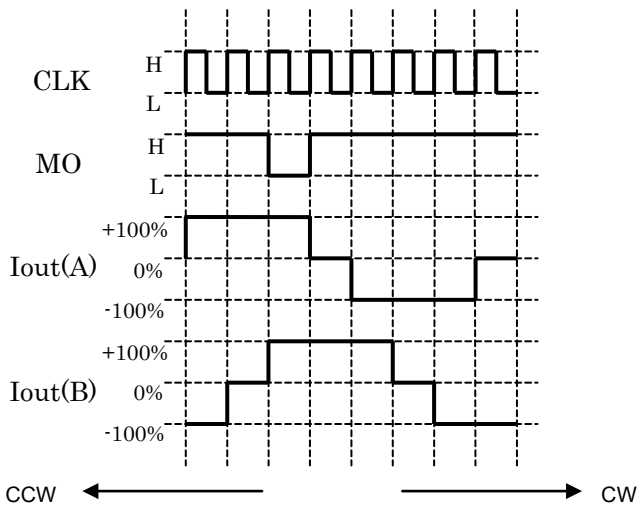 CLK
H
L
MO
H
L
Iout(A)
+100%
0%
-100%
Iout(B)
+100%
0%
-100%
CCW
CW